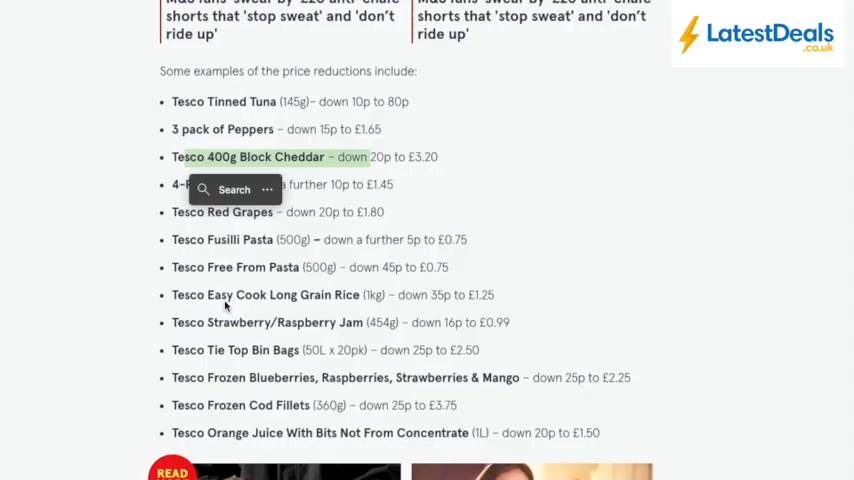 M&S fans 'swear by' £20 anti-chafe
shorts that 'stop sweat' and 'don't
ride up'
M&S fans 'swear by' £20 anti-chafe
shorts that 'stop sweat' and 'don't
ride up'
LatestDeals
.co.uk
Some examples of the price reductions include:
• Tesco Tinned Tuna (145g)– down 10p to 80p
• 3 pack of Peppers – down 15p to £1.65
• Tesco 400g Block Cheddar – down 20p to £3.20
• 4- a further 10p to £1.45
Search ...
• Tesco Red Grapes – down 20p to £1.80
• Tesco Fusilli Pasta (500g) – down a further 5p to £0.75
• Tesco Free From Pasta (500g) – down 45p to £0.75
• Tesco Easy Cook Long Grain Rice (1kg) – down 35p to £1.25
• Tesco Strawberry/Raspberry Jam (454g) – down 16p to £0.99
• Tesco Tie Top Bin Bags (50L x 20pk) – down 25p to £2.50
• Tesco Frozen Blueberries, Raspberries, Strawberries & Mango – down 25p to £2.25
• Tesco Frozen Cod Fillets (360g) – down 25p to £3.75
• Tesco Orange Juice With Bits Not From Concentrate (1L) – down 20p to £1.50
READ